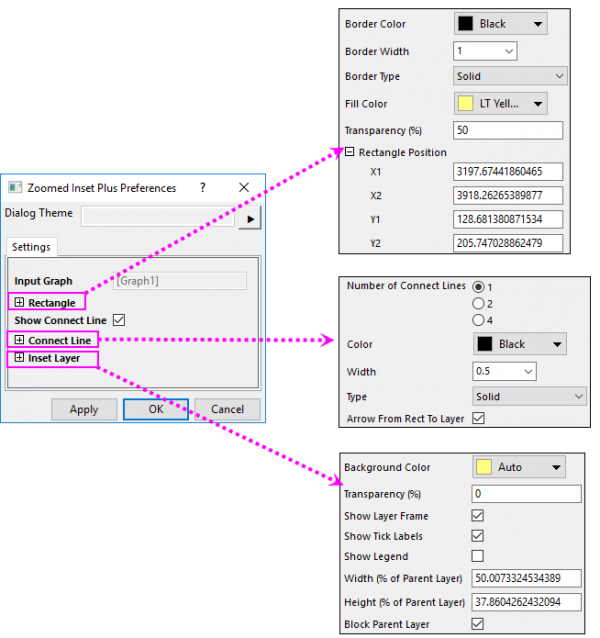 Zoomed Inset Plus Preferences ? X
Dialog Theme
Settings
Input Graph [Graph1]
Rectangle
Show Connect Line
Connect Line
Inset Layer
Apply OK Cancel
Border Color Black
Border Width 1
Border Type Solid
Fill Color LT Yell...
Transparency (%) 50
Rectangle Position
X1 3197.67441860465
X2 3918.26265389877
Y1 128.681380871534
Y2 205.747028862479
Number of Connect Lines 1
2
4
Color Black
Width 0.5
Type Solid
Arrow From Rect To Layer
Background Color Auto
Transparency (%) 0
Show Layer Frame
Show Tick Labels
Show Legend
Width (% of Parent Layer) 50.0073324534389
Height (% of Parent Layer) 37.8604262432094
Block Parent Layer